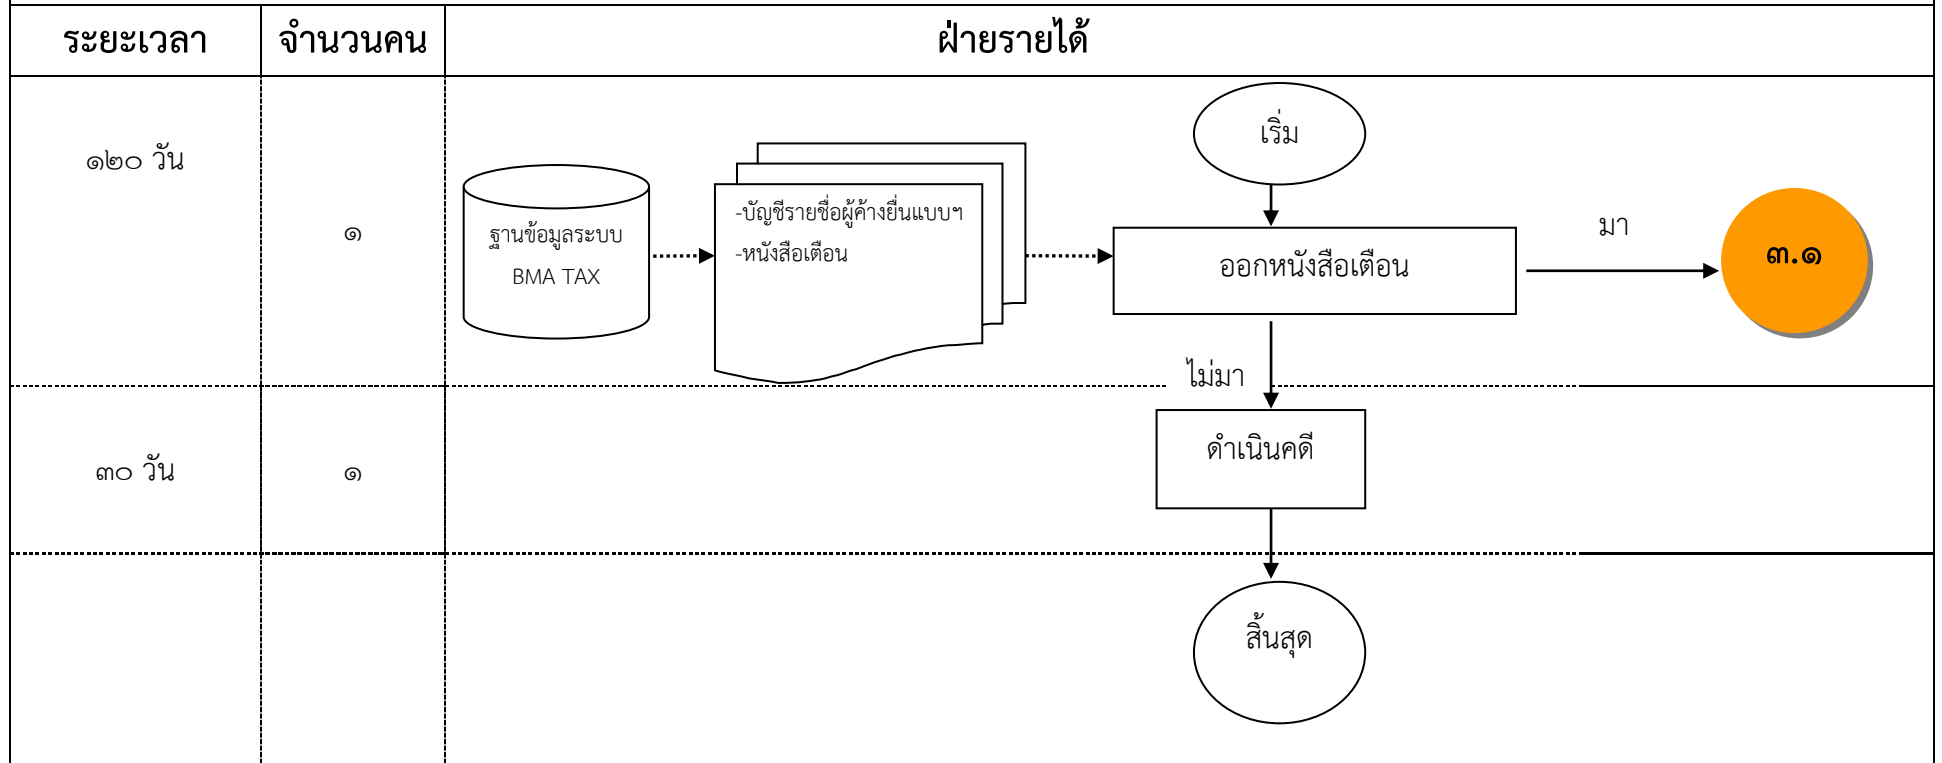 ระยะเวลา จำนวนคน ฝ่ายรายได้
เริ่ม
๑๒๐ วัน
๑
ฐานข้อมูลระบบ
BMA TAX
-บัญชีรายชื่อผู้ค้างยื่นแบบฯ
-หนังสือเตือน
ออกหนังสือเตือน
มา
๓.๑
ไม่มา
๓๐ วัน
๑
ดำเนินคดี
สิ้นสุด